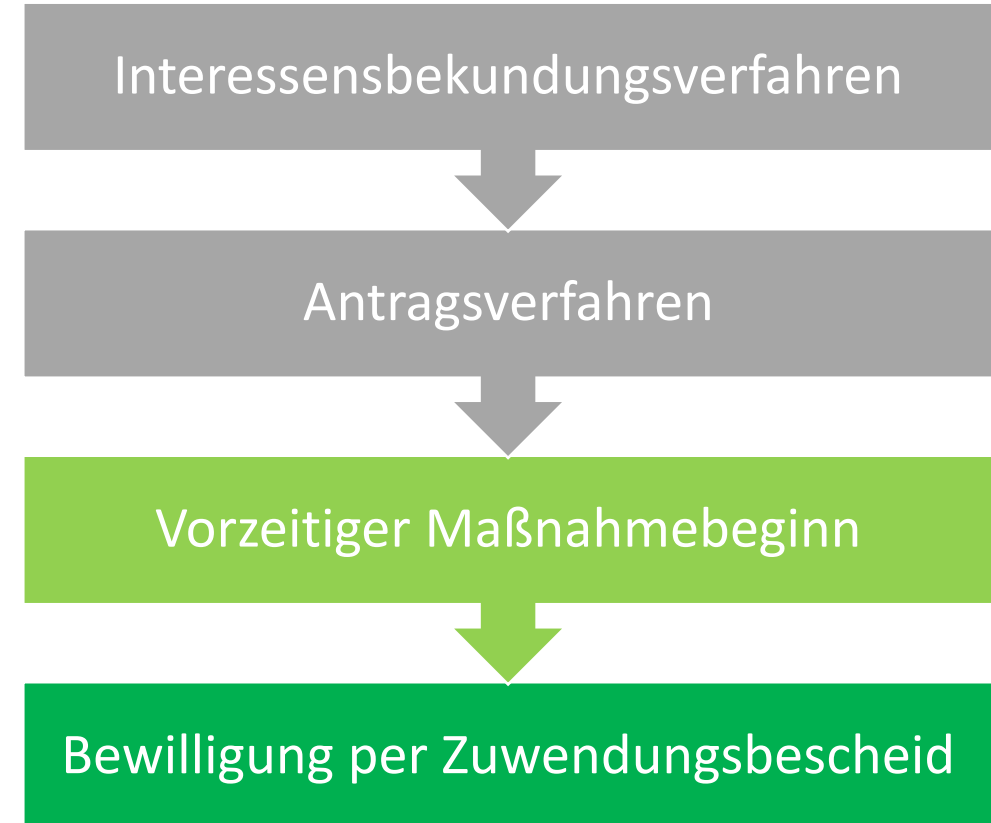 Interessensbekundungsverfahren
Antragsverfahren
Vorzeitiger Maßnahmebeginn
Bewilligung per Zuwendungsbescheid